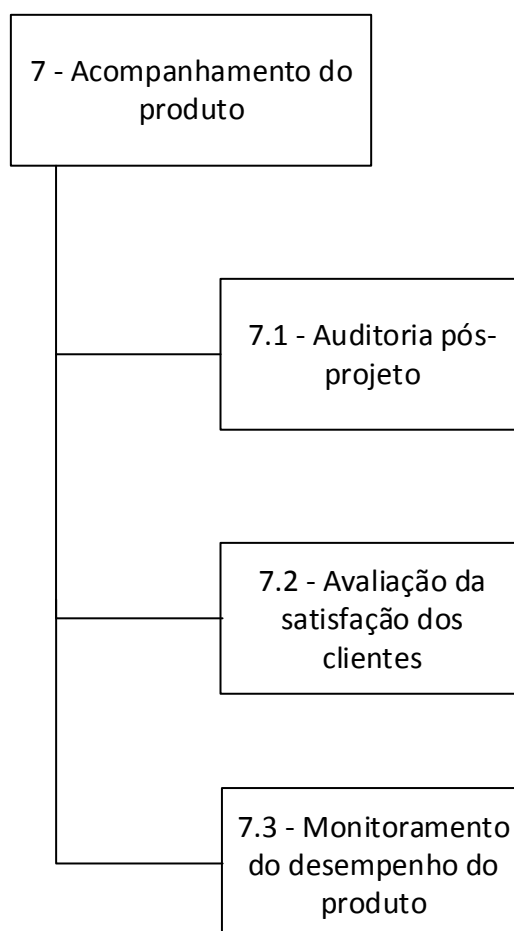 7 - Acompanhamento do
produto
7.1 - Auditoria pós-
projeto
7.2 - Avaliação da
satisfação dos
clientes
7.3 - Monitoramento
do desempenho do
produto